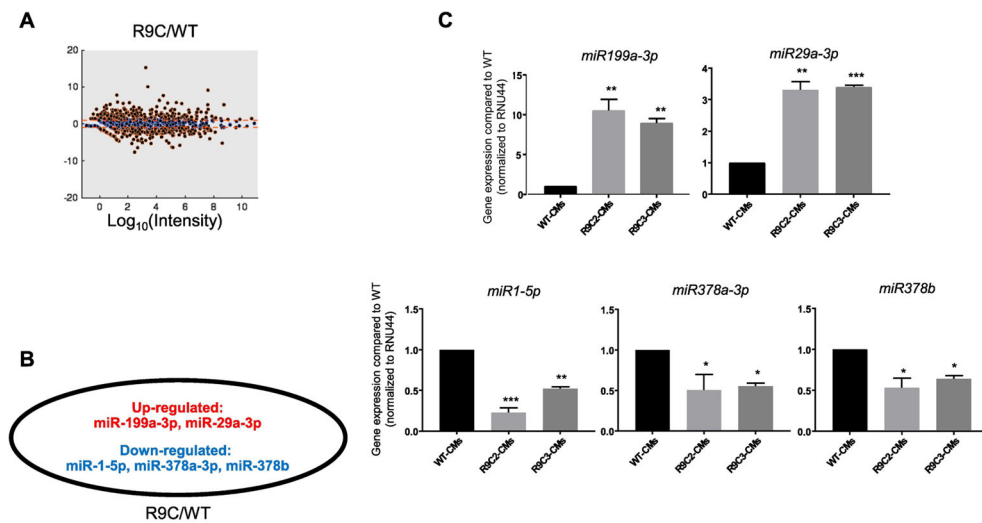 A
R9C/WT
20
10
0
-10
-20
0
2
4
6
8
10
Log10(Intensity)
B
Up-regulated:
miR-199a-3p, miR-29a-3p
Down-regulated:
miR-1-5p, miR-378a-3p, miR-378b
R9C/WT
C
Gene expression compared to WT
(normalized to RNU44)
miR199a-3p
15
10
5
0
**
**
WT-CMs
R9C2-CMs
R9C3-CMs
miR29a-3p
4
3
2
1
0
**
***
WT-CMs
R9C2-CMs
R9C3-CMs
Gene expression compared to WT
(normalized to RNU44)
miR1-5p
1.5
1.0
0.5
0.0
***
**
WT-CMs
R9C2-CMs
R9C3-CMs
miR378a-3p
1.5
1.0
0.5
0.0
*
*
WT-CMs
R9C2-CMs
R9C3-CMs
miR378b
1.5
1.0
0.5
0.0
*
*
WT-CMs
R9C2-CMs
R9C3-CMs